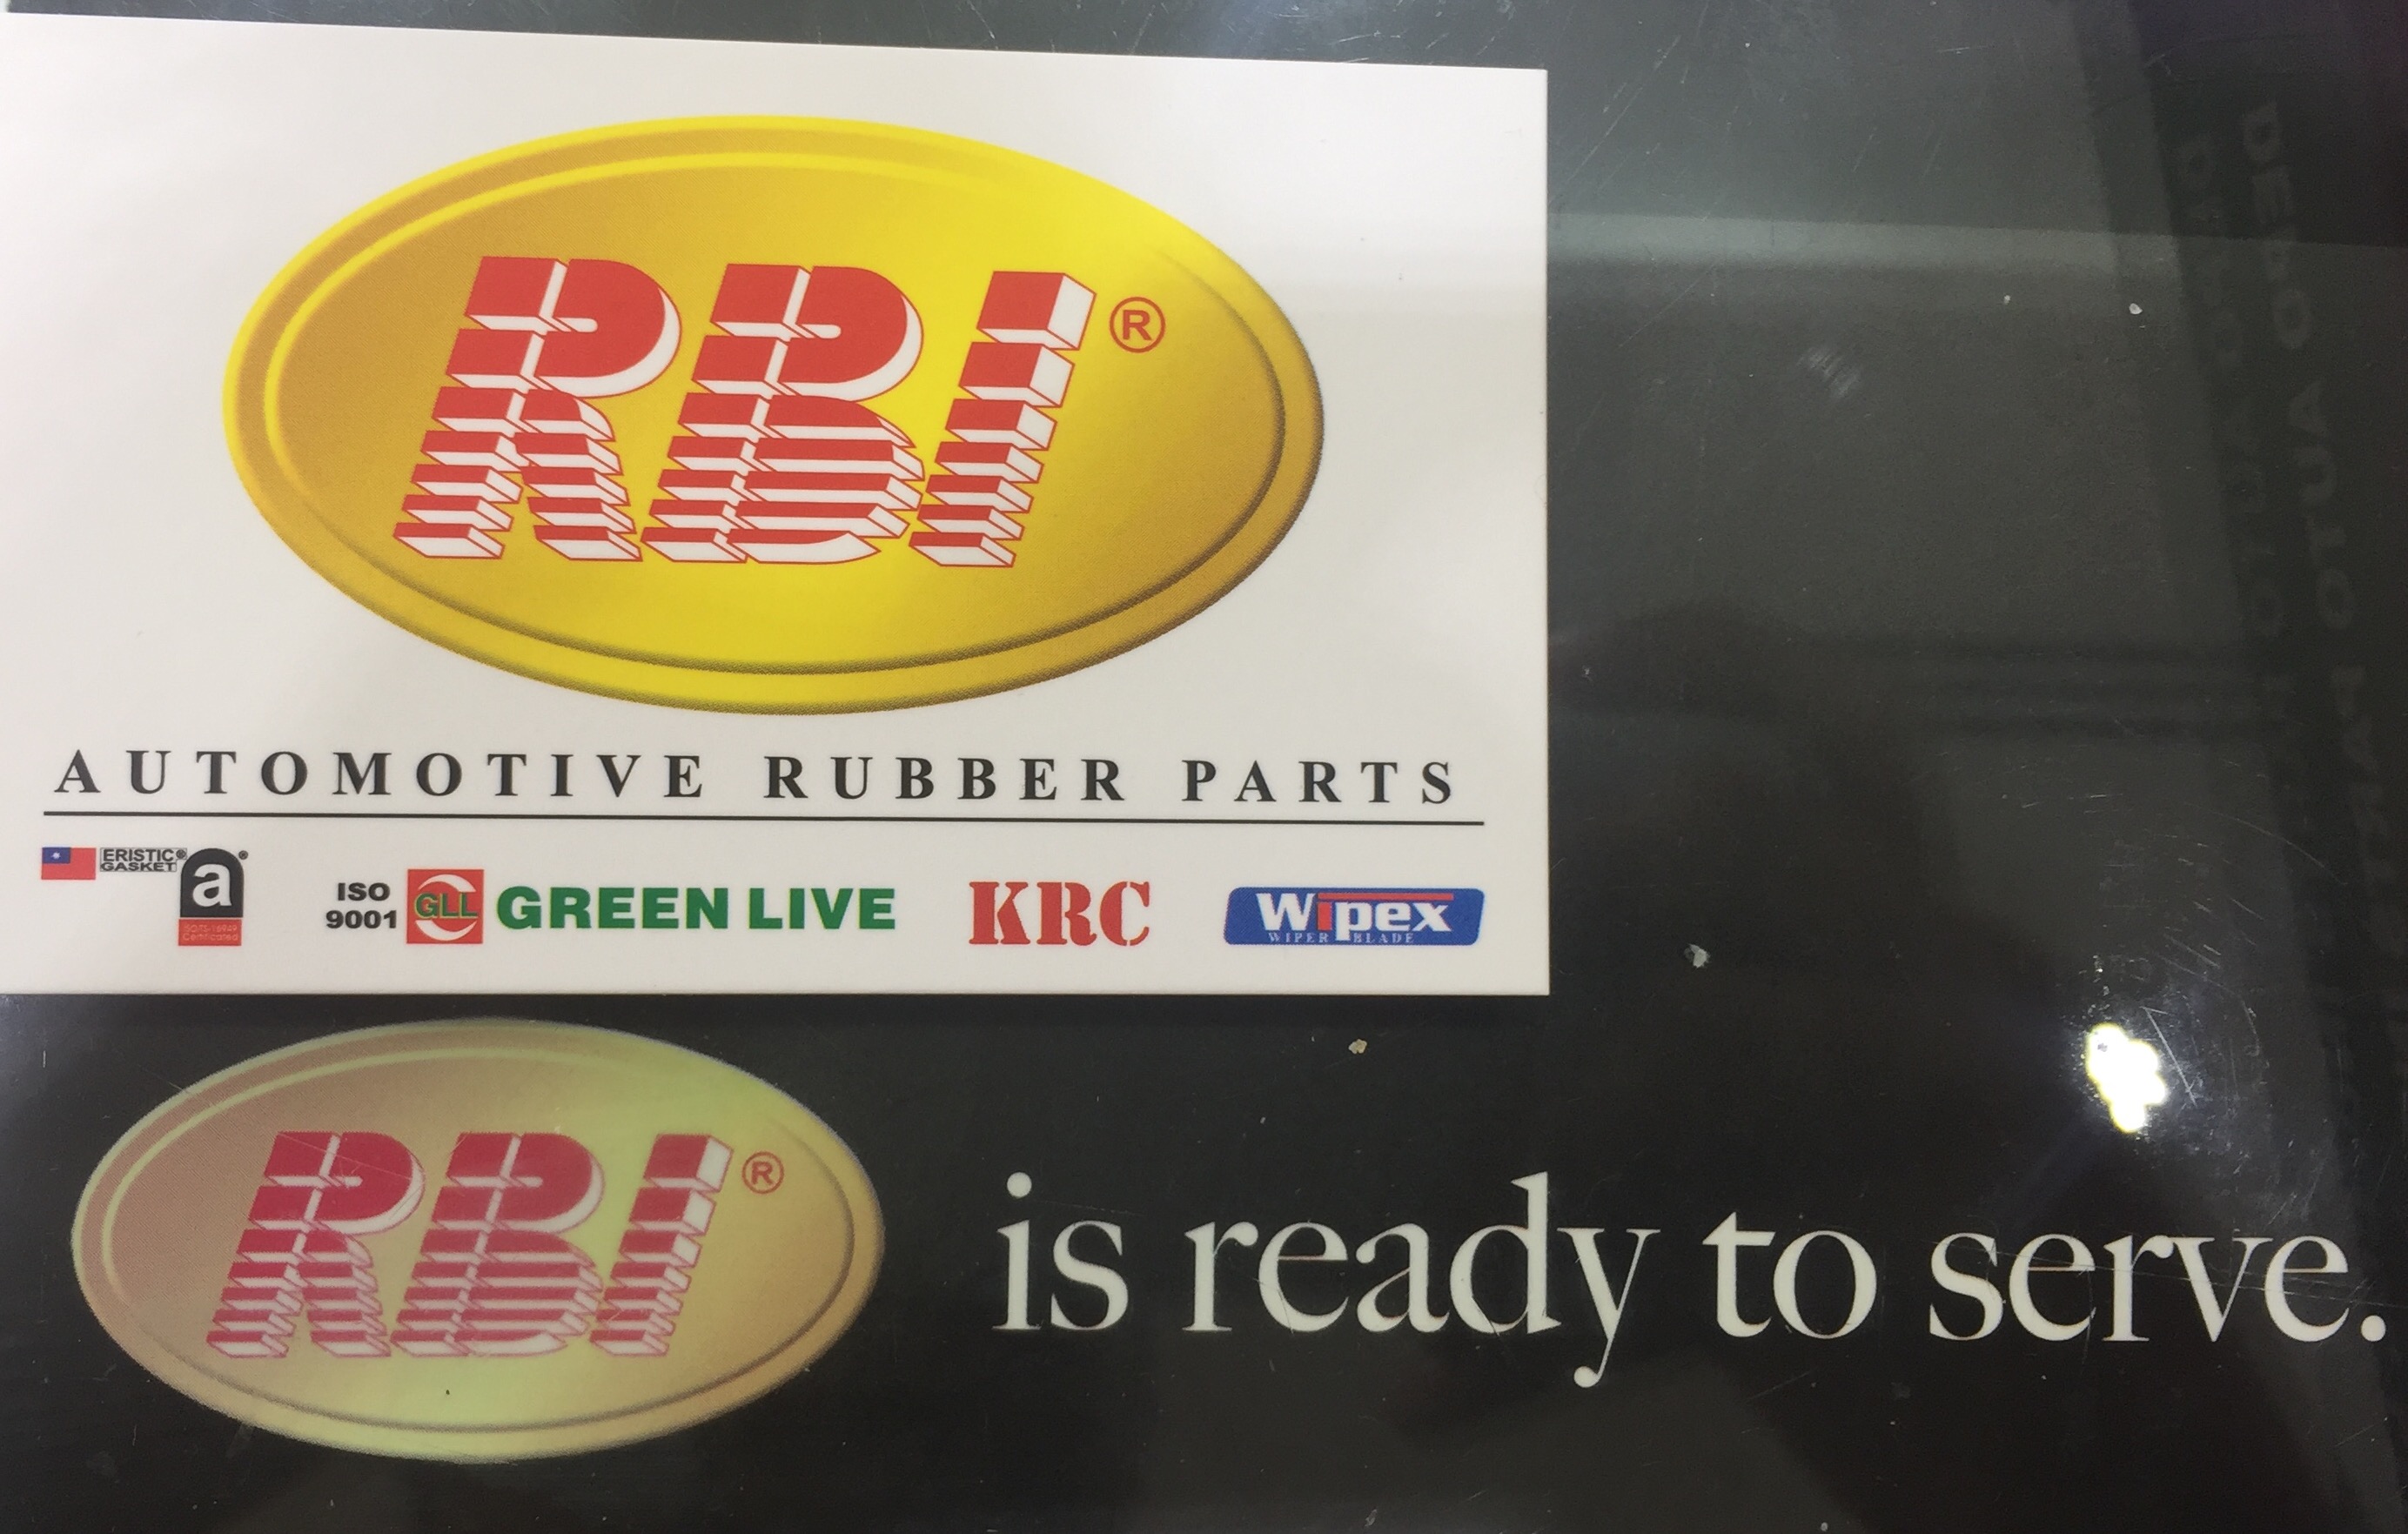 RBI®
AUTOMOTIVE RUBBER PARTS
ERISTIC®
GASKET
a
ISO
9001
GLL
GREEN LIVE
KRC
Wipex
WIPER BLADE
Certificated
RBI®
is ready to serve.